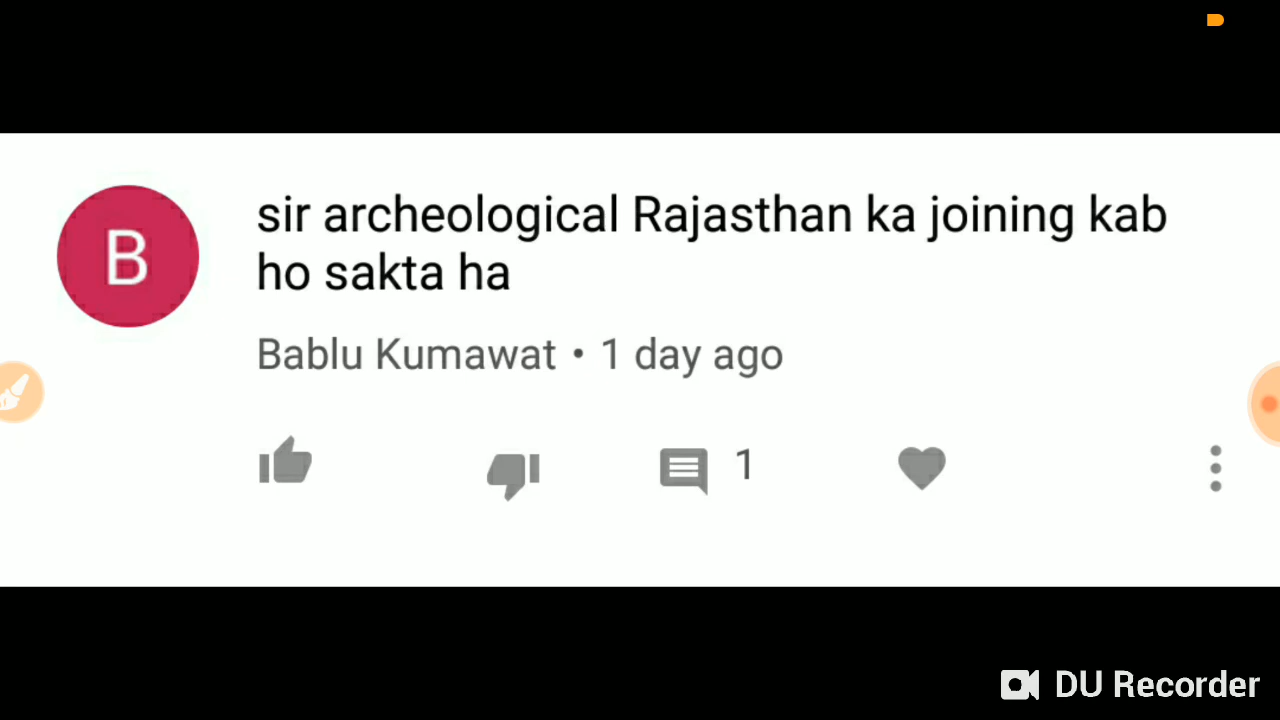 B
sir archeological Rajasthan ka joining kab
ho sakta ha
Bablu Kumawat • 1 day ago
1
DU Recorder